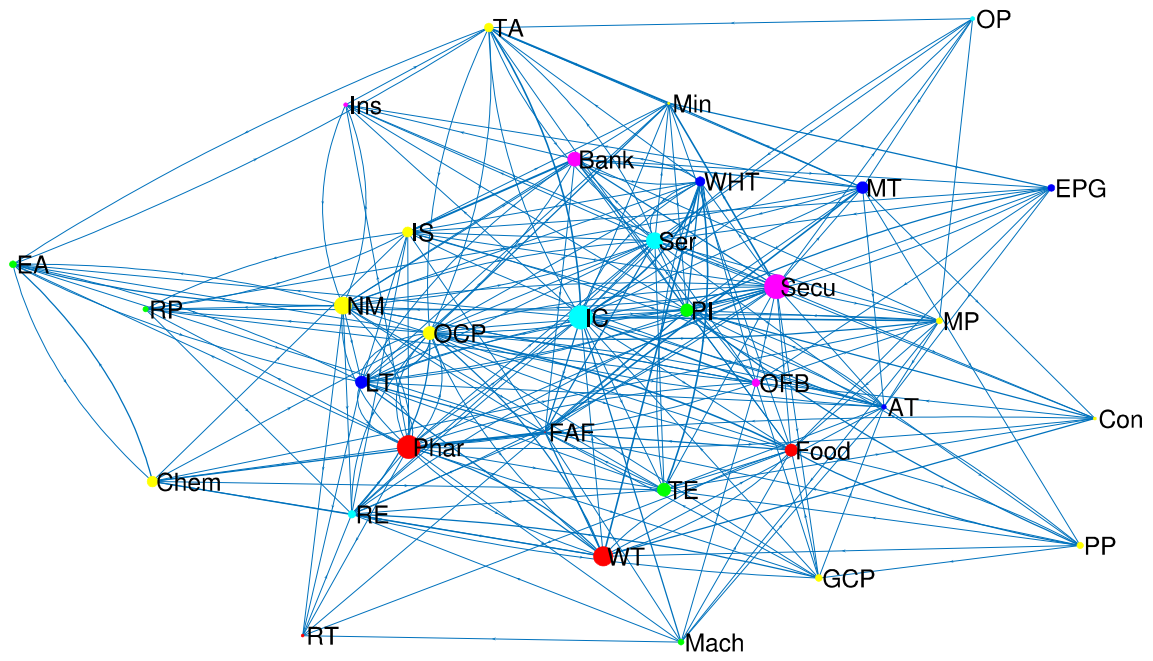 OP
TA
Ins
Min
Bank
WHT
MT
EPG
IS
Ser
EA
Secu
RP
NM
PI
IC
MP
OCP
LT
OFB
AT
Con
FAF
Phar
Food
Chem
TE
RE
PP
WT
GCP
RT
Mach